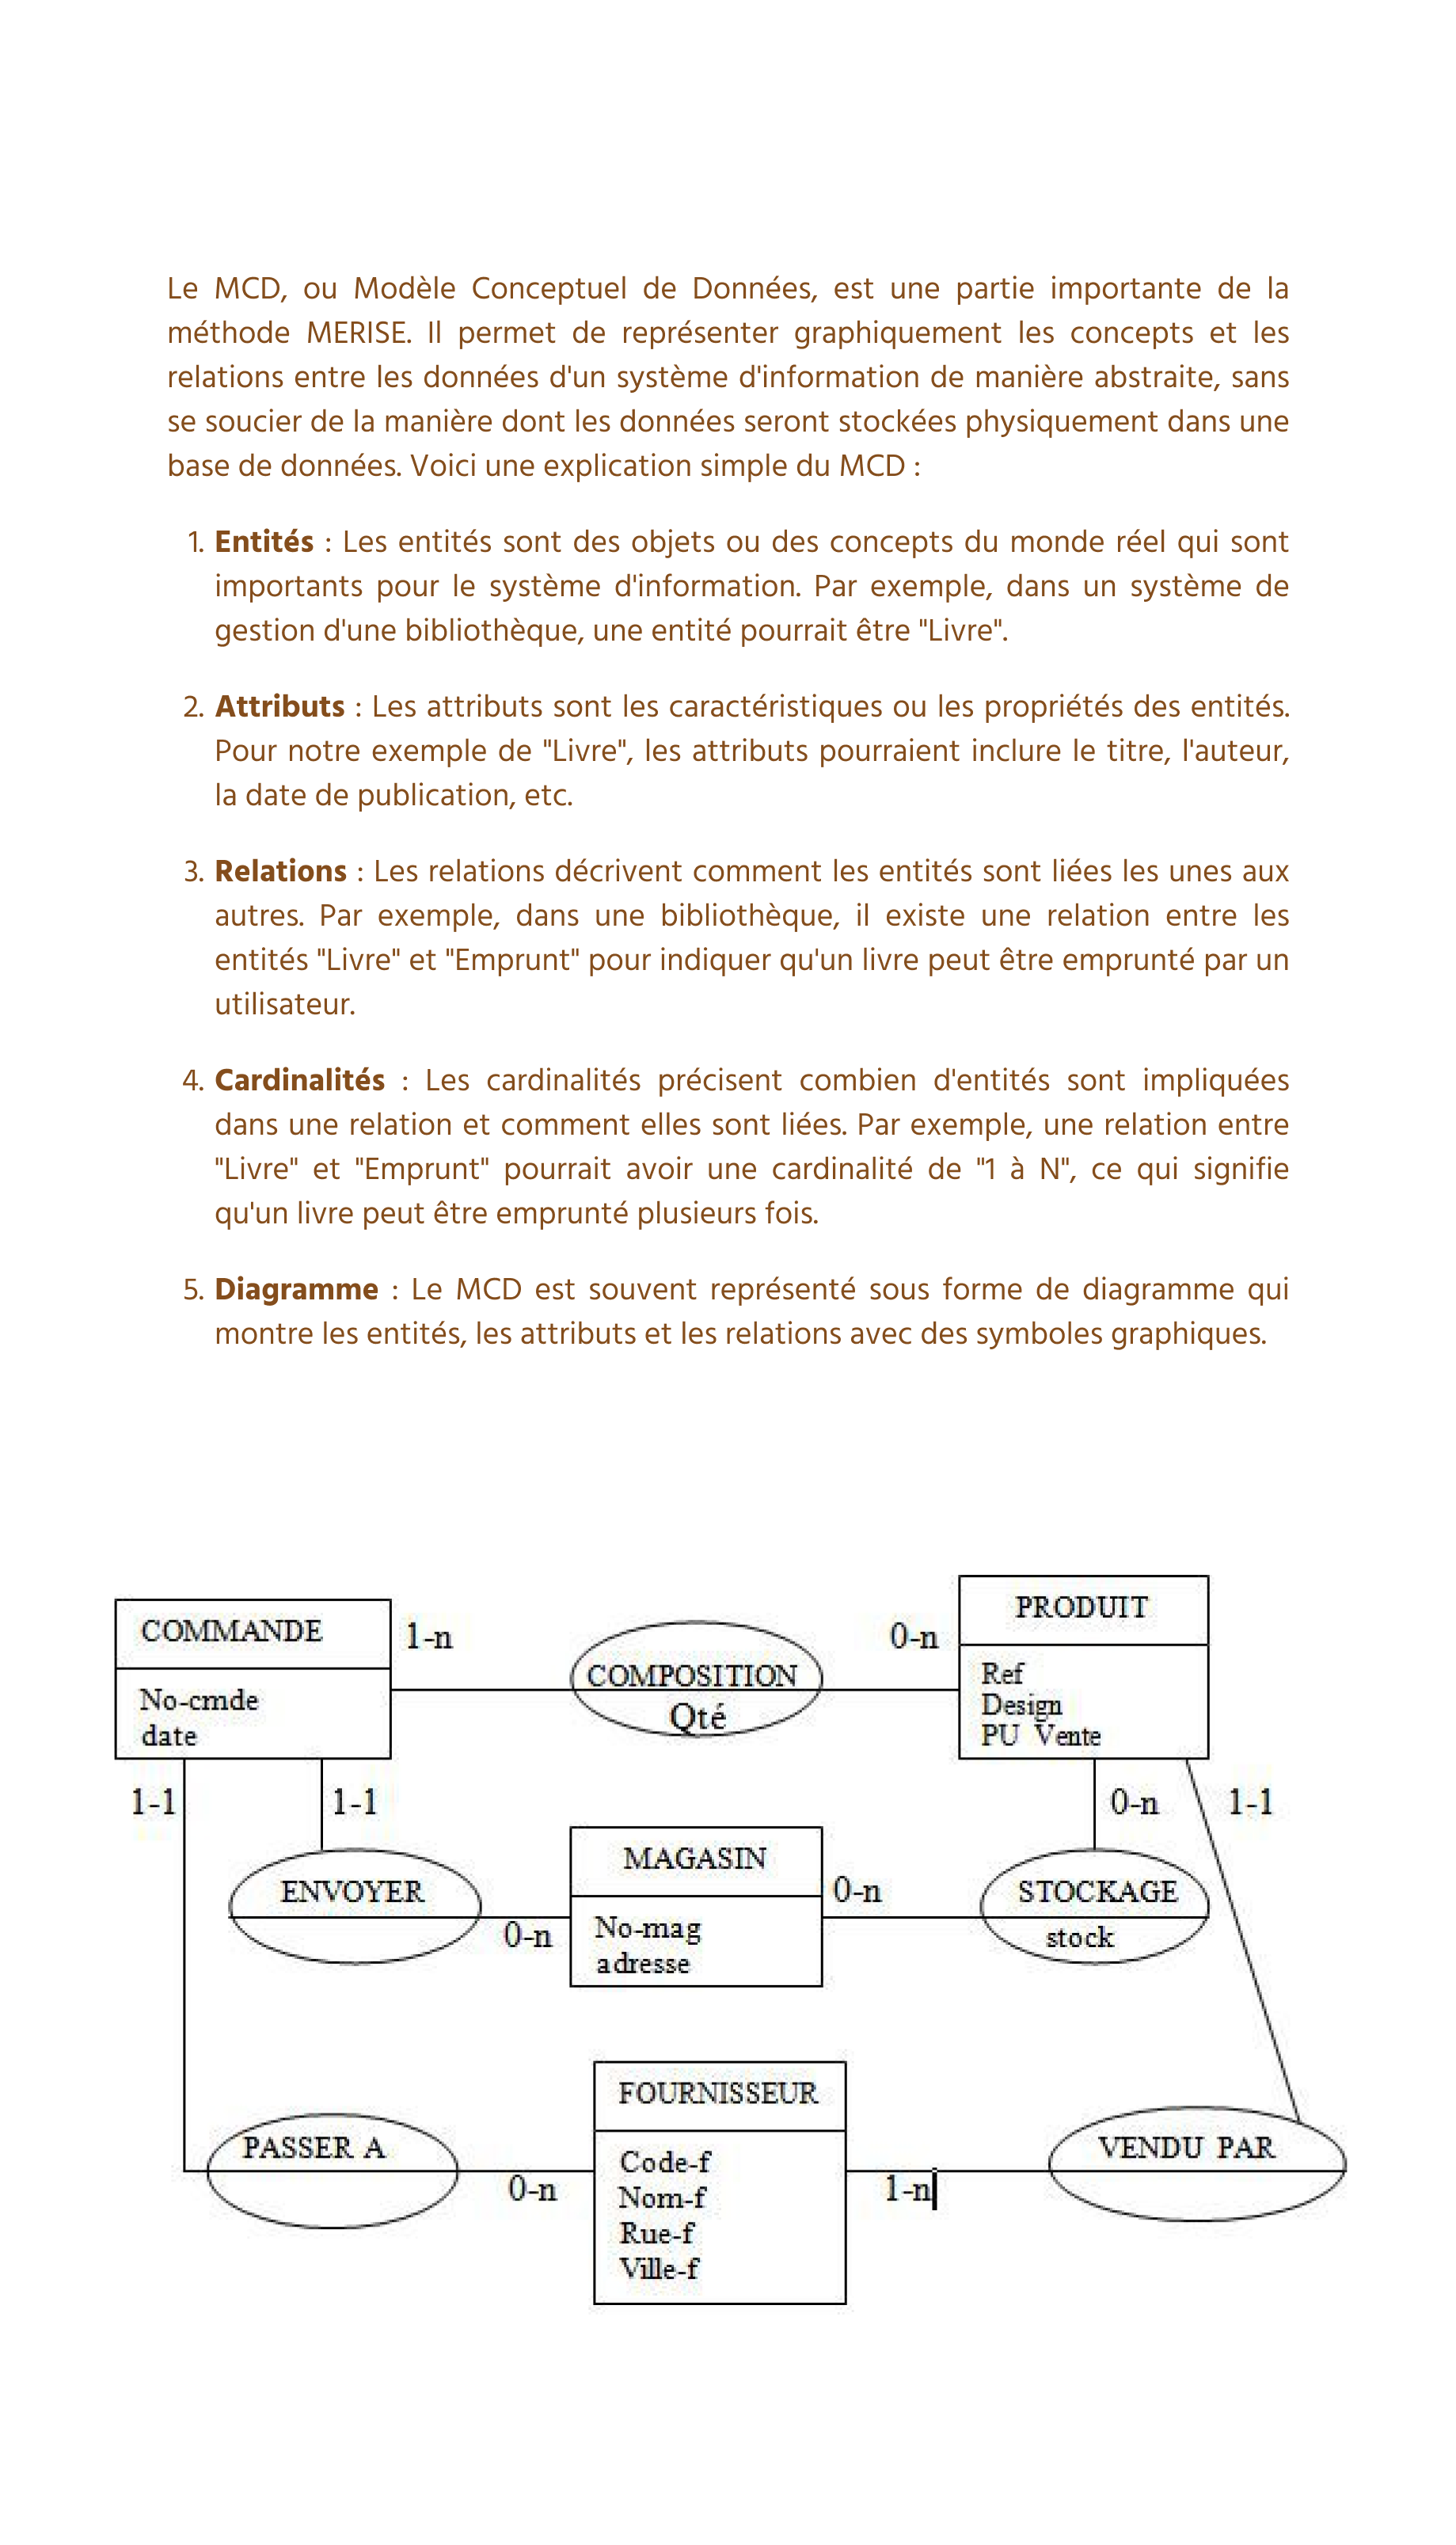 Le MCD, ou Modèle Conceptuel de Données, est une partie importante de la
méthode MERISE. Il permet de représenter graphiquement les concepts et les
relations entre les données d'un système d'information de manière abstraite, sans
se soucier de la manière dont les données seront stockées physiquement dans une
base de données. Voici une explication simple du MCD :
1. Entités : Les entités sont des objets ou des concepts du monde réel qui sont
importants pour le système d'information. Par exemple, dans un système de
gestion d'une bibliothèque, une entité pourrait être "Livre".
2. Attributs : Les attributs sont les caractéristiques ou les propriétés des entités.
Pour notre exemple de "Livre", les attributs pourraient inclure le titre, l'auteur,
la date de publication, etc.
3. Relations : Les relations décrivent comment les entités sont liées les unes aux
autres. Par exemple, dans une bibliothèque, il existe une relation entre les
entités "Livre" et "Emprunt" pour indiquer qu'un livre peut être emprunté par un
utilisateur.
4. Cardinalités : Les cardinalités précisent combien d'entités sont impliquées
dans une relation et comment elles sont liées. Par exemple, une relation entre
"Livre" et "Emprunt" pourrait avoir une cardinalité de "1 à N", ce qui signifie
qu'un livre peut être emprunté plusieurs fois.
5. Diagramme : Le MCD est souvent représenté sous forme de diagramme qui
montre les entités, les attributs et les relations avec des symboles graphiques.
COMMANDE
No-cmde
date
1-n
COMPOSITION
Qté
0-n
PRODUIT
Ref
Design
PU Vente
1-1
1-1
0-n
1-1
ENVOYER
0-n
MAGASIN
No-mag
adresse
0-n
STOCKAGE
stock
PASSER A
0-n
FOURNISSEUR
Code-f
Nom-f
Rue-f
Ville-f
1-n
VENDU PAR